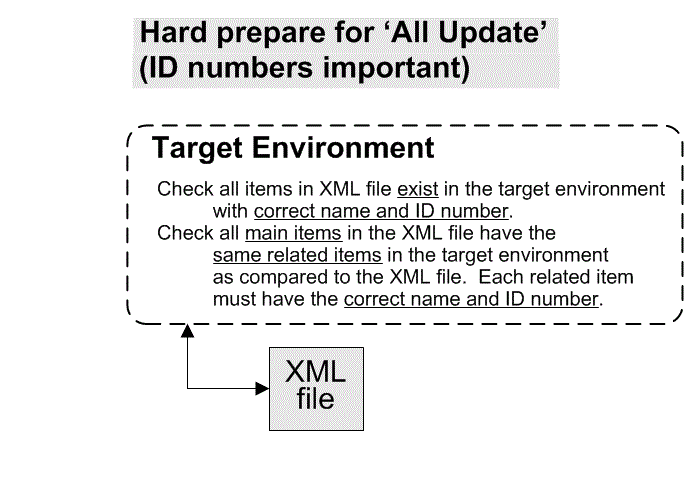 Hard prepare for ‘All Update’
(ID numbers important)
Target Environment
Check all items in XML file exist in the target environment
with correct name and ID number.
Check all main items in the XML file have the
same related items in the target environment
as compared to the XML file.  Each related item
must have the correct name and ID number.
XML
file